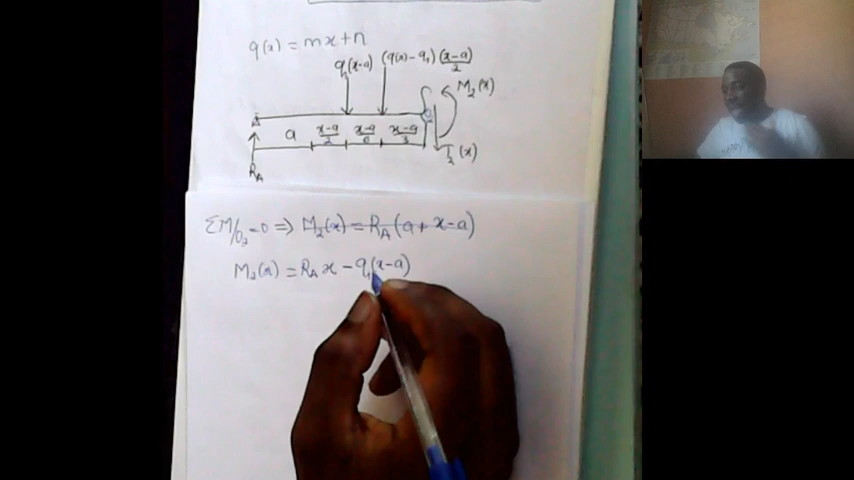 q(x) = mx+n
q₁(x-a) (q(x) - q₁) (x-a)/2
M₂(x)
a (x-a)/2 (x-a)/6 (x-a)/3
T₂(x)
R_A
ΣM/O₂=0 ⇒ M₂(x) = R_A(a+x-a)
M₂(x) = R_A x - q₁(x-a)